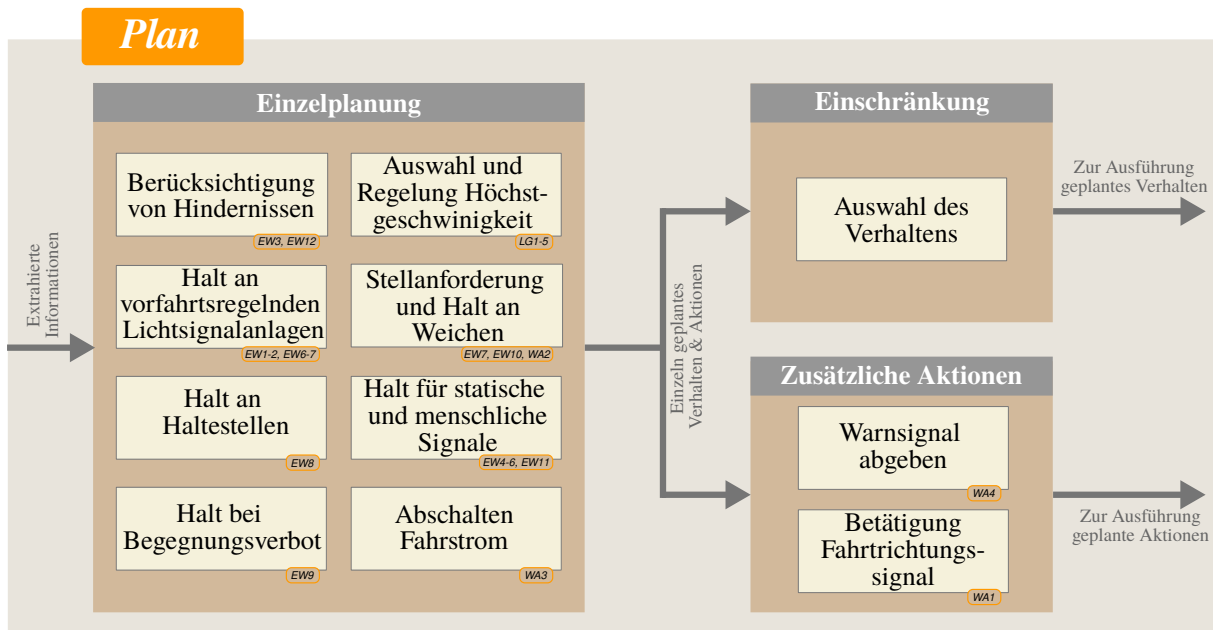 Plan
Extrahierte
Informationen
Einzelplanung
Berücksichtigung
von Hindernissen
EW3, EW12
Auswahl und
Regelung Höchst-
geschwinigkeit
LG1-5
Halt an
vorfahrtsregelnden
Lichtsignalanlagen
EW1-2, EW6-7
Stellanforderung
und Halt an
Weichen
EW7, EW10, WA2
Halt an
Haltestellen
EW8
Halt für statische
und menschliche
Signale
EW4-6, EW11
Halt bei
Begegnungsverbot
EW9
Abschalten
Fahrstrom
WA3
Einzeln geplantes
Verhalten & Aktionen
Einschränkung
Auswahl des
Verhaltens
Zur Ausführung
geplantes Verhalten
Zusätzliche Aktionen
Warnsignal
abgeben
WA4
Betätigung
Fahrtrichtungs-
signal
WA1
Zur Ausführung
geplante Aktionen